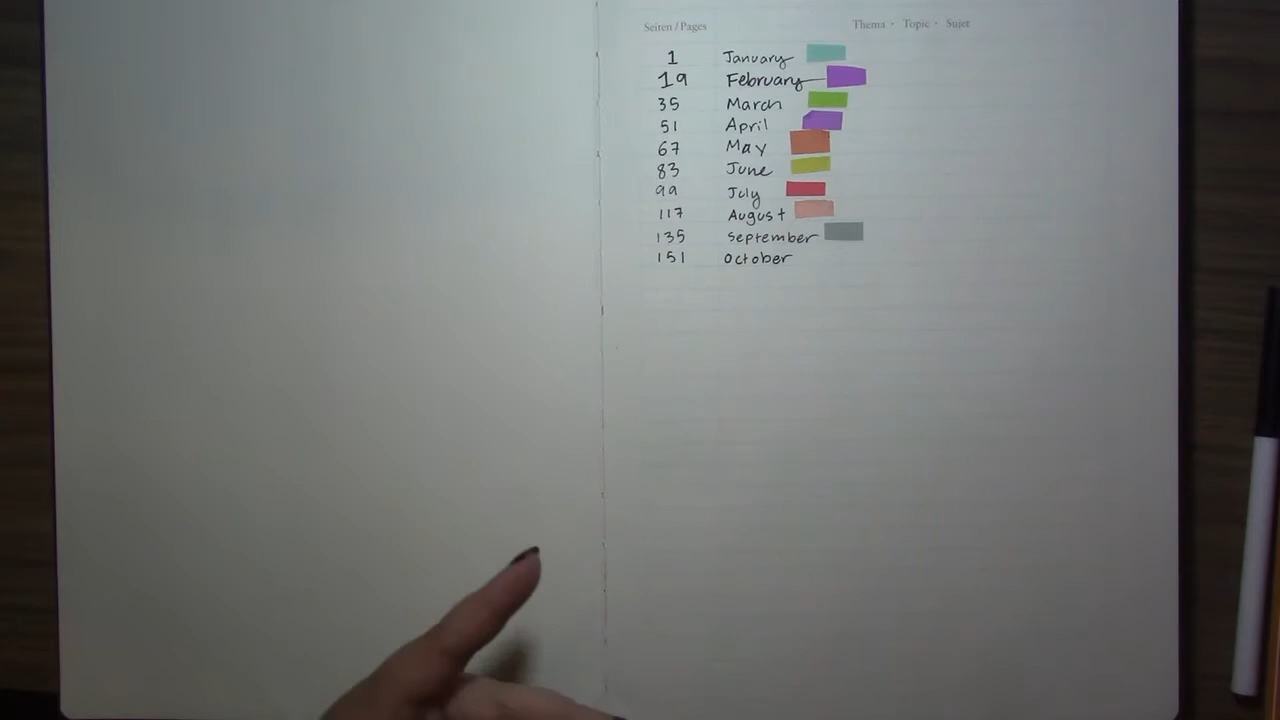 Seiten / Pages Thema · Topic · Sujet
1 January
19 February
35 March
51 April
67 May
83 June
99 July
117 August
135 September
151 October